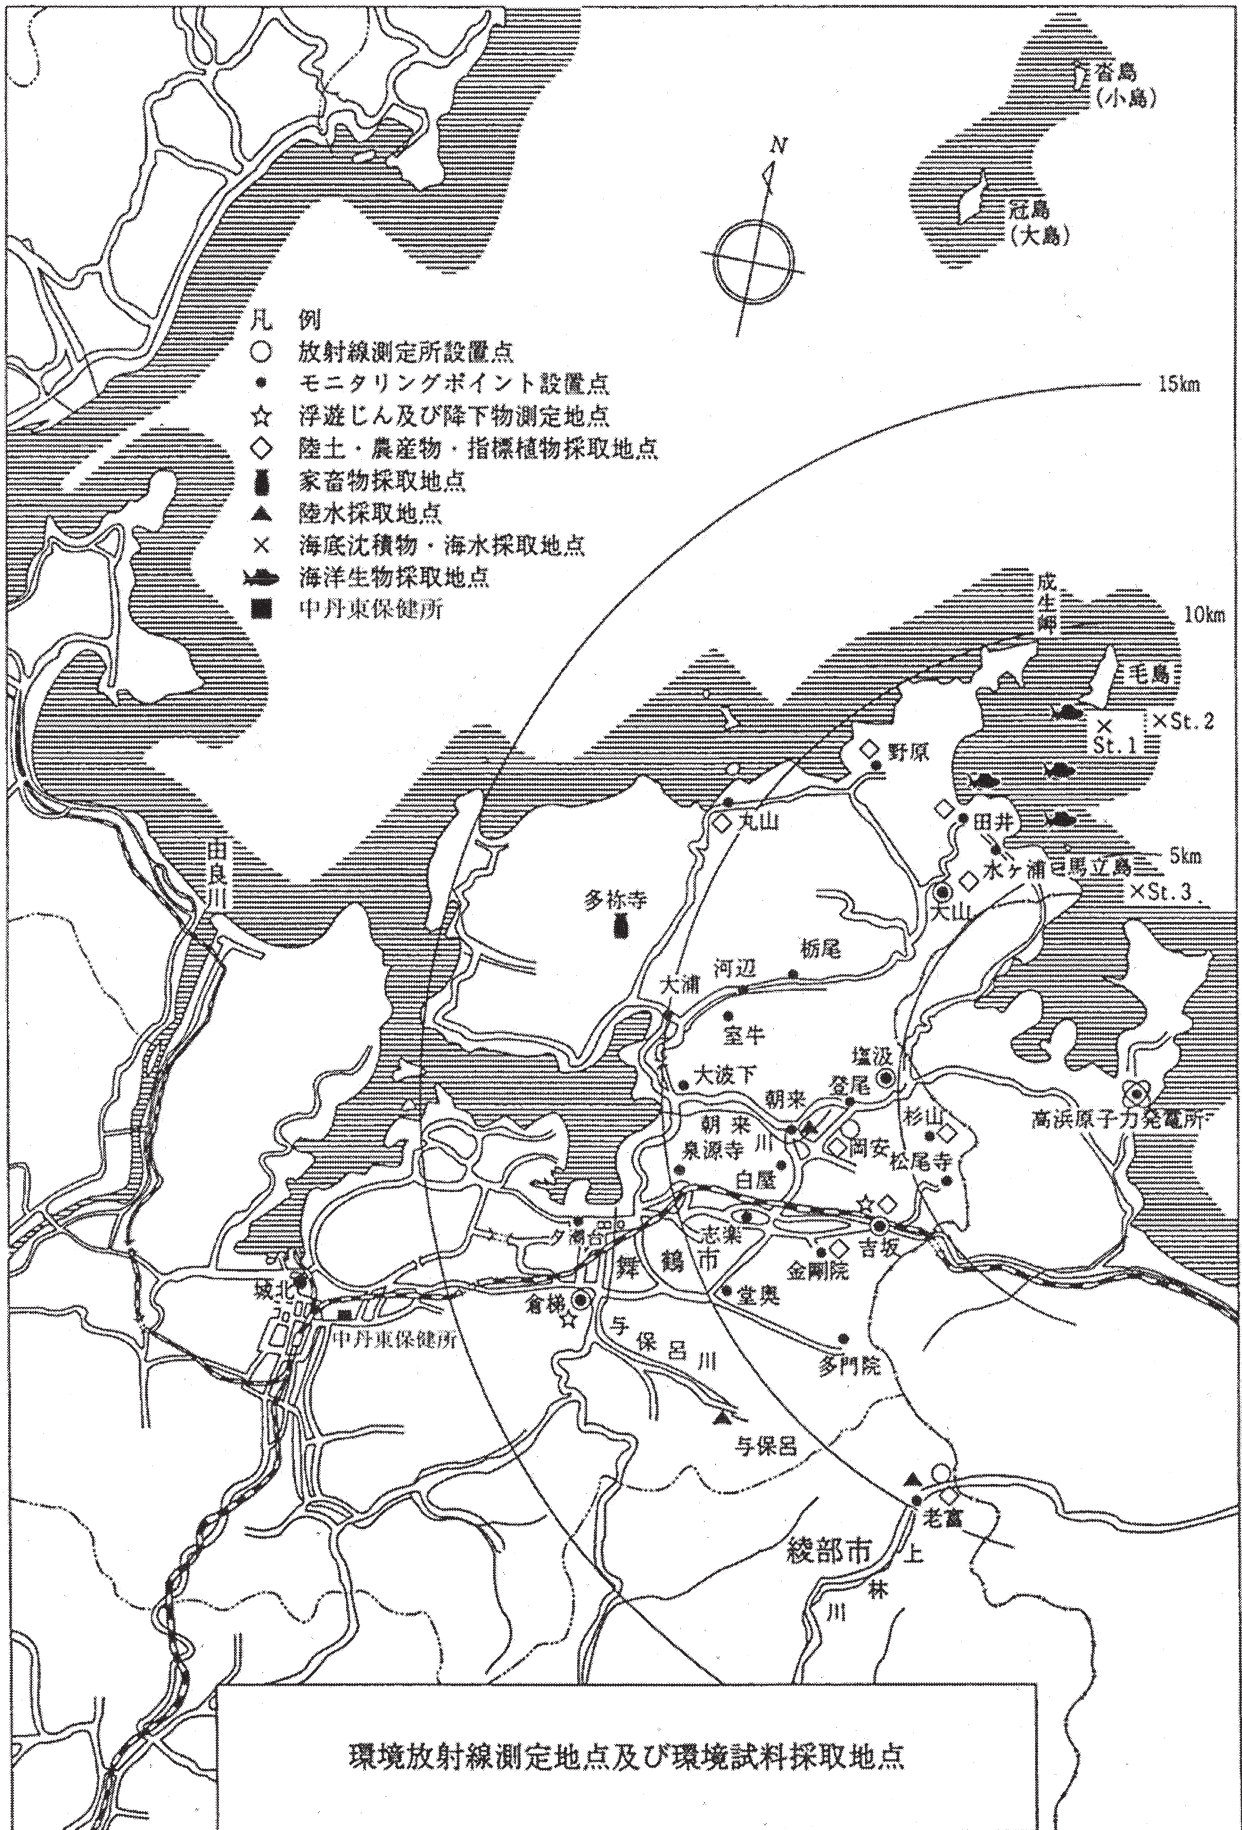 沓島
(小島)
N
冠島
(大島)
凡 例
放射線測定所設置点
モニタリングポイント設置点
浮遊じん及び降下物測定地点
陸土・農産物・指標植物採取地点
家畜物採取地点
陸水採取地点
海底沈積物・海水採取地点
海洋生物採取地点
中丹東保健所
15km
成生岬
10km
毛島
×St.2
×
St.1
野原
丸山
田井
水ヶ浦
馬立島
5km
×St.3
由良川
大山
多祢寺
栃尾
河辺
大浦
室牛
塩汲
大波下
登尾
朝来
杉山
高浜原子力発電所
朝来川
岡安
泉源寺
松尾寺
白屋
夕潮台
志楽
吉坂
舞鶴市
金剛院
城北
倉梯
堂奥
中丹東保健所
与保呂川
多門院
与保呂
老富
綾部市
上林川
環境放射線測定地点及び環境試料採取地点